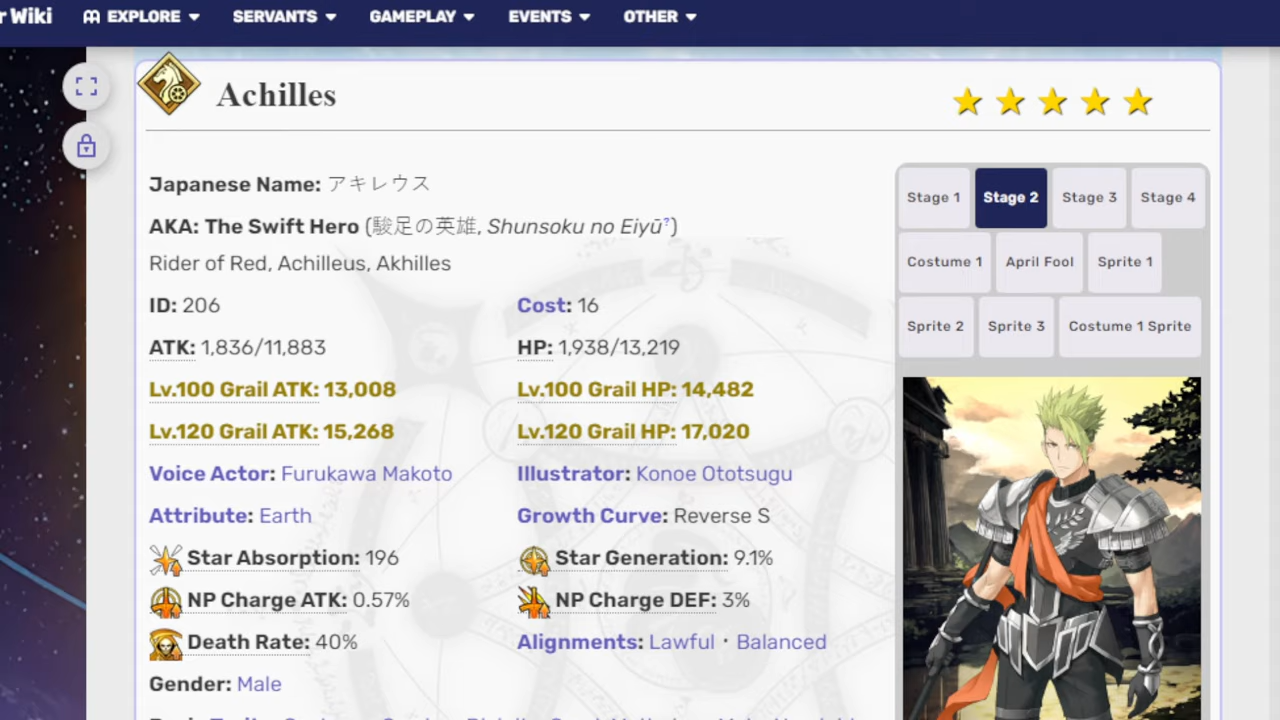 r Wiki EXPLORE SERVANTS GAMEPLAY EVENTS OTHER
Achilles
Japanese Name: アキレウス
AKA: The Swift Hero (駿足の英雄, Shunsoku no Eiyū?)
Rider of Red, Achilleus, Akhilles
ID: 206 Cost: 16
ATK: 1,836/11,883 HP: 1,938/13,219
Lv.100 Grail ATK: 13,008 Lv.100 Grail HP: 14,482
Lv.120 Grail ATK: 15,268 Lv.120 Grail HP: 17,020
Voice Actor: Furukawa Makoto Illustrator: Konoe Ototsugu
Attribute: Earth Growth Curve: Reverse S
Star Absorption: 196 Star Generation: 9.1%
NP Charge ATK: 0.57% NP Charge DEF: 3%
Death Rate: 40% Alignments: Lawful · Balanced
Gender: Male
Stage 1 Stage 2 Stage 3 Stage 4
Costume 1 April Fool Sprite 1
Sprite 2 Sprite 3 Costume 1 Sprite